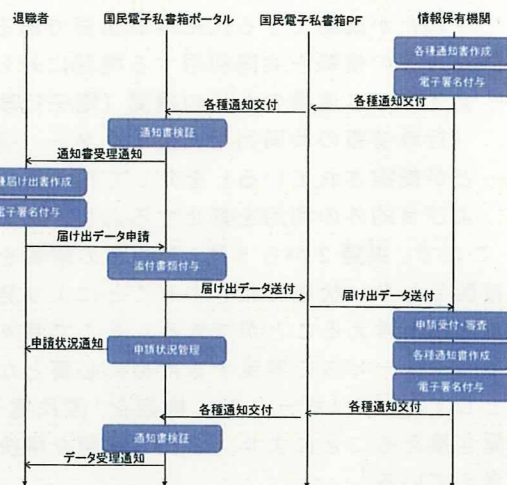 退職者 国民電子私書箱ポータル 国民電子私書箱PF 情報保有機関
各種通知書作成
電子署名付与
各種通知交付 各種通知交付
通知書検証
通知書受理通知
種届け出書作成
電子署名付与
届け出データ申請
添付書類付与
届け出データ送付 届け出データ送付
申請受付・審査
申請状況通知 申請状況管理 各種通知書作成
電子署名付与
各種通知交付 各種通知交付
通知書検証
データ受理通知